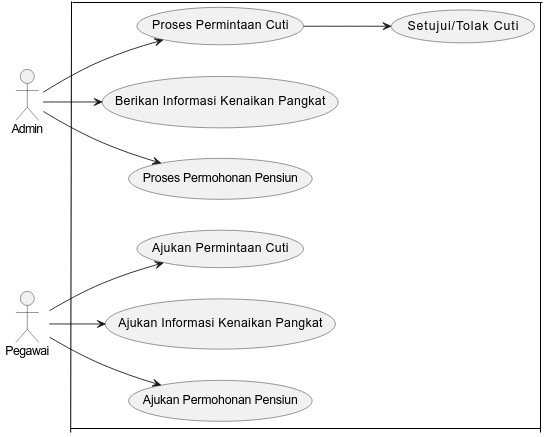 Proses Permintaan Cuti
Setujui/Tolak Cuti
Berikan Informasi Kenaikan Pangkat
Admin
Proses Permohonan Pensiun
Ajukan Permintaan Cuti
Ajukan Informasi Kenaikan Pangkat
Pegawai
Ajukan Permohonan Pensiun